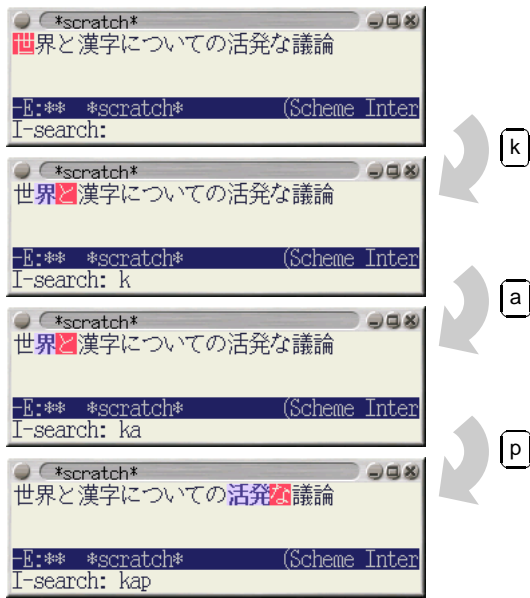 *scratch*
世界と漢字についての活発な議論
-E:** *scratch* (Scheme Inter
I-search:
k
*scratch*
世界と漢字についての活発な議論
-E:** *scratch* (Scheme Inter
I-search: k
a
*scratch*
世界と漢字についての活発な議論
-E:** *scratch* (Scheme Inter
I-search: ka
p
*scratch*
世界と漢字についての活発な議論
-E:** *scratch* (Scheme Inter
I-search: kap